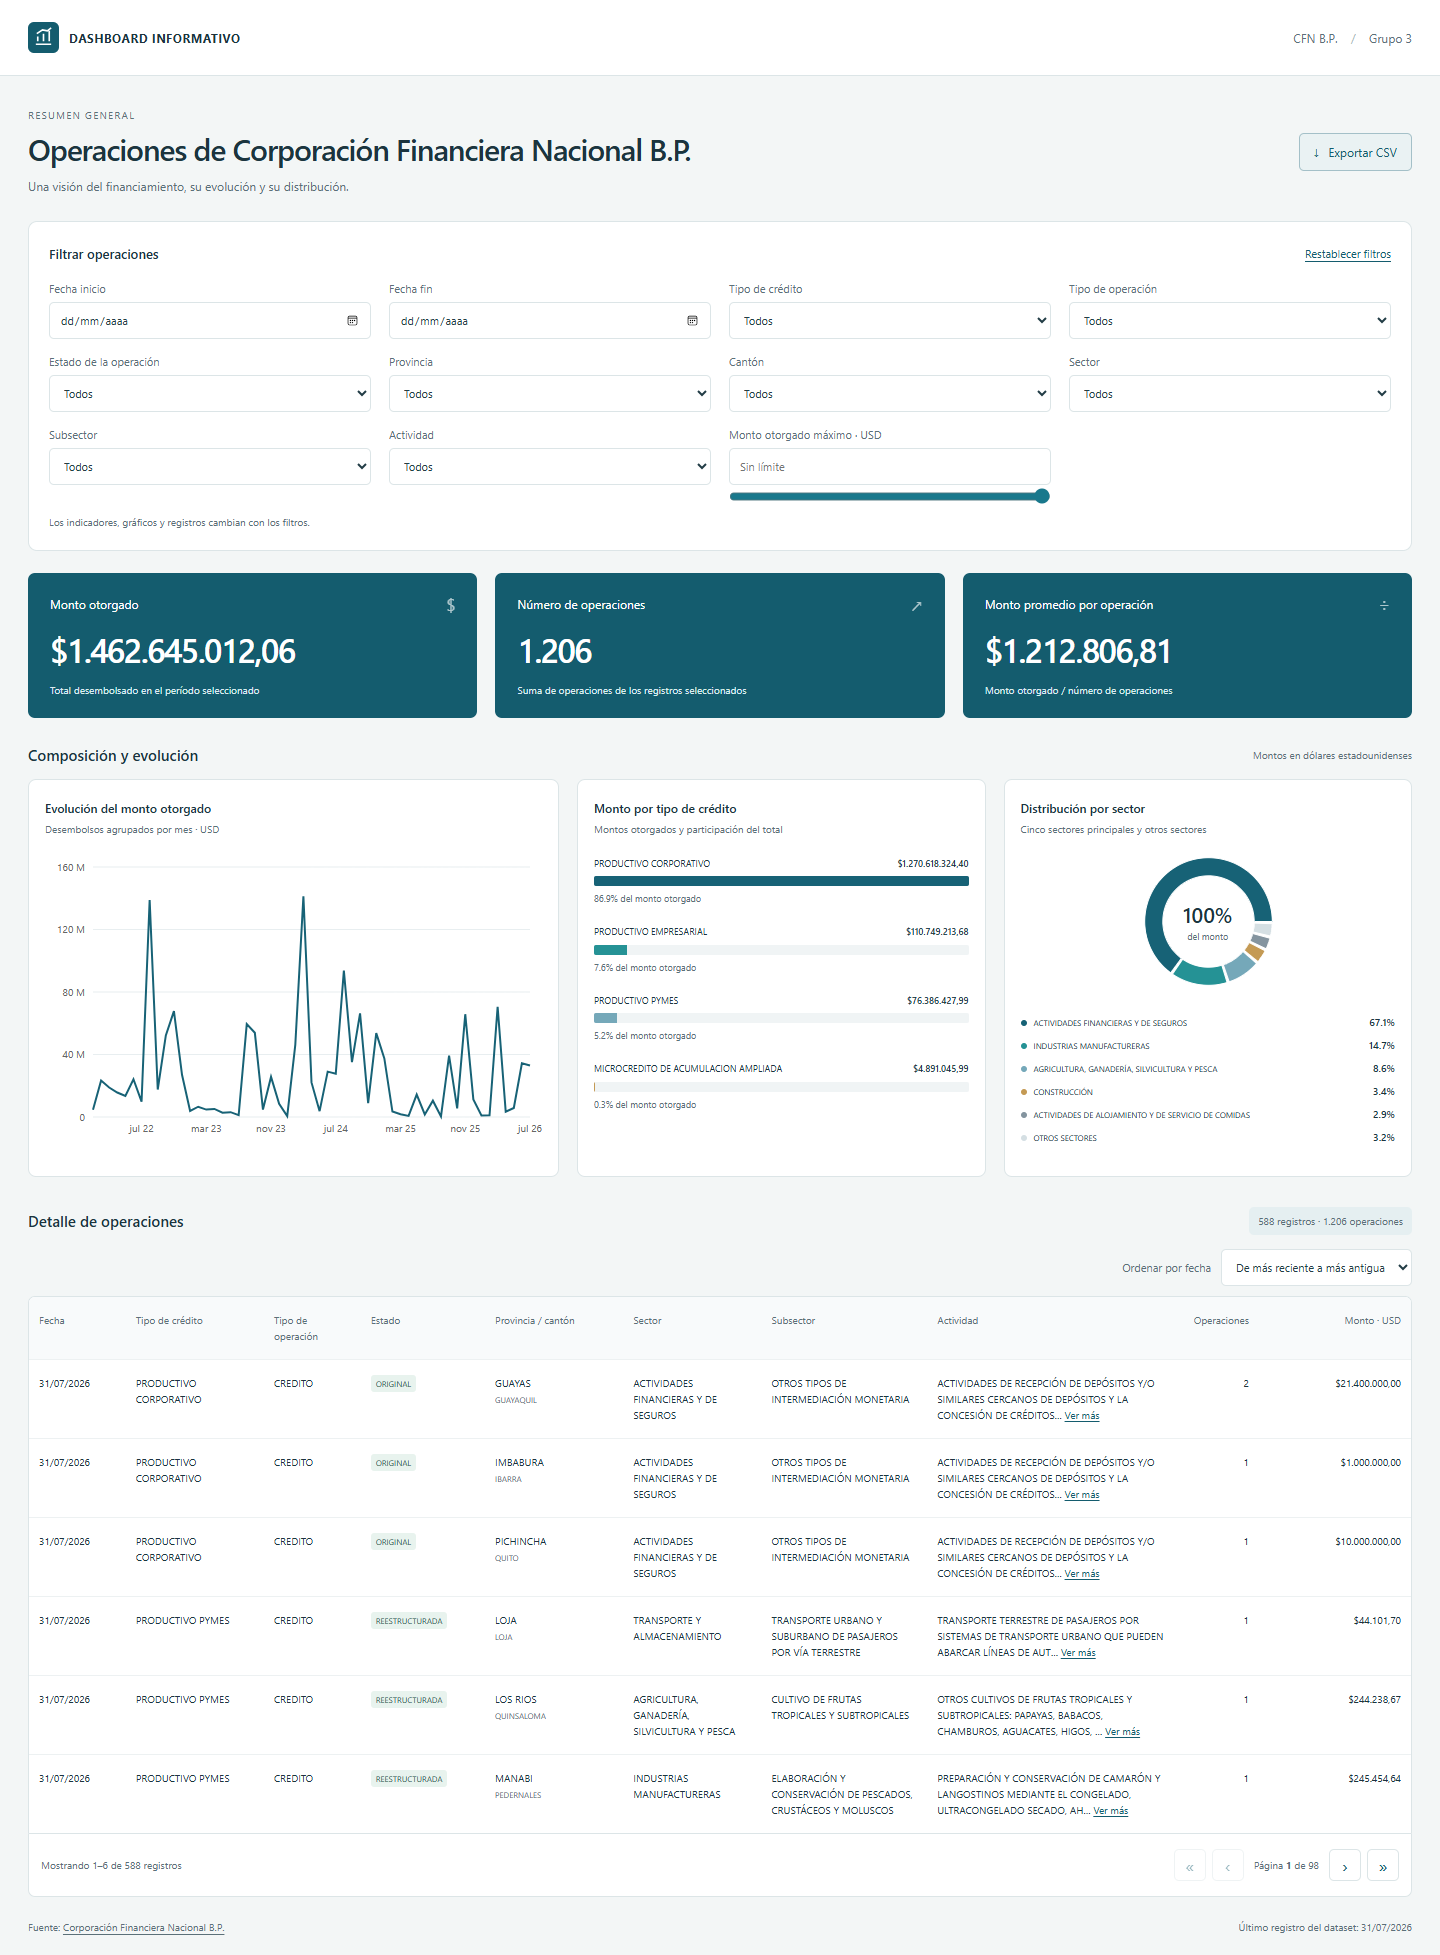 DASHBOARD INFORMATIVO
CFN B.P. / Grupo 3
RESUMEN GENERAL
Operaciones de Corporación Financiera Nacional B.P.
↓ Exportar CSV
Una visión del financiamiento, su evolución y su distribución.
Filtrar operaciones
Restablecer filtros
Fecha inicio
Fecha fin
Tipo de crédito
Tipo de operación
dd/mm/aaaa
dd/mm/aaaa
Todos
Todos
Estado de la operación
Provincia
Cantón
Sector
Todos
Todos
Todos
Todos
Subsector
Actividad
Monto otorgado máximo · USD
Todos
Todos
Sin límite
Los indicadores, gráficos y registros cambian con los filtros.
Monto otorgado
$
$1.462.645.012,06
Total desembolsado en el período seleccionado
Número de operaciones
↗
1.206
Suma de operaciones de los registros seleccionados
Monto promedio por operación
÷
$1.212.806,81
Monto otorgado / número de operaciones
Composición y evolución
Montos en dólares estadounidenses
Evolución del monto otorgado
Desembolsos agrupados por mes · USD
160 M
120 M
80 M
40 M
0
jul 22 mar 23 nov 23 jul 24 mar 25 nov 25 jul 26
Monto por tipo de crédito
Montos otorgados y participación del total
PRODUCTIVO CORPORATIVO $1.270.618.324,40
86.9% del monto otorgado
PRODUCTIVO EMPRESARIAL $110.749.213,68
7.6% del monto otorgado
PRODUCTIVO PYMES $76.386.427,99
5.2% del monto otorgado
MICROCREDITO DE ACUMULACION AMPLIADA $4.891.045,99
0.3% del monto otorgado
Distribución por sector
Cinco sectores principales y otros sectores
100%
del monto
ACTIVIDADES FINANCIERAS Y DE SEGUROS 67.1%
INDUSTRIAS MANUFACTURERAS 14.7%
AGRICULTURA, GANADERÍA, SILVICULTURA Y PESCA 8.6%
CONSTRUCCIÓN 3.4%
ACTIVIDADES DE ALOJAMIENTO Y DE SERVICIO DE COMIDAS 2.9%
OTROS SECTORES 3.2%
Detalle de operaciones
588 registros · 1.206 operaciones
Ordenar por fecha
De más reciente a más antigua
Fecha
Tipo de crédito
Tipo de
operación
Estado
Provincia / cantón
Sector
Subsector
Actividad
Operaciones
Monto · USD
31/07/2026
PRODUCTIVO
CORPORATIVO
CREDITO
ORIGINAL
GUAYAS
GUAYAQUIL
ACTIVIDADES
FINANCIERAS Y DE
SEGUROS
OTROS TIPOS DE
INTERMEDIACIÓN MONETARIA
ACTIVIDADES DE RECEPCIÓN DE DEPÓSITOS Y/O
SIMILARES CERCANOS DE DEPÓSITOS Y LA
CONCESIÓN DE CRÉDITOS... Ver más
2
$21.400.000,00
31/07/2026
PRODUCTIVO
CORPORATIVO
CREDITO
ORIGINAL
IMBABURA
IBARRA
ACTIVIDADES
FINANCIERAS Y DE
SEGUROS
OTROS TIPOS DE
INTERMEDIACIÓN MONETARIA
ACTIVIDADES DE RECEPCIÓN DE DEPÓSITOS Y/O
SIMILARES CERCANOS DE DEPÓSITOS Y LA
CONCESIÓN DE CRÉDITOS... Ver más
1
$1.000.000,00
31/07/2026
PRODUCTIVO
CORPORATIVO
CREDITO
ORIGINAL
PICHINCHA
QUITO
ACTIVIDADES
FINANCIERAS Y DE
SEGUROS
OTROS TIPOS DE
INTERMEDIACIÓN MONETARIA
ACTIVIDADES DE RECEPCIÓN DE DEPÓSITOS Y/O
SIMILARES CERCANOS DE DEPÓSITOS Y LA
CONCESIÓN DE CRÉDITOS... Ver más
1
$10.000.000,00
31/07/2026
PRODUCTIVO PYMES
CREDITO
REESTRUCTURADA
LOJA
LOJA
TRANSPORTE Y
ALMACENAMIENTO
TRANSPORTE URBANO Y
SUBURBANO DE PASAJEROS
POR VÍA TERRESTRE
TRANSPORTE TERRESTRE DE PASAJEROS POR
SISTEMAS DE TRANSPORTE URBANO QUE PUEDEN
ABARCAR LÍNEAS DE AUT... Ver más
1
$44.101,70
31/07/2026
PRODUCTIVO PYMES
CREDITO
REESTRUCTURADA
LOS RIOS
QUINSALOMA
AGRICULTURA,
GANADERÍA,
SILVICULTURA Y PESCA
CULTIVO DE FRUTAS
TROPICALES Y SUBTROPICALES
OTROS CULTIVOS DE FRUTAS TROPICALES Y
SUBTROPICALES: PAPAYAS, BABACOS,
CHAMBUROS, AGUACATES, HIGOS, ... Ver más
1
$244.238,67
31/07/2026
PRODUCTIVO PYMES
CREDITO
REESTRUCTURADA
MANABI
PEDERNALES
INDUSTRIAS
MANUFACTURERAS
ELABORACIÓN Y
CONSERVACIÓN DE PESCADOS,
CRUSTÁCEOS Y MOLUSCOS
PREPARACIÓN Y CONSERVACIÓN DE CAMARÓN Y
LANGOSTINOS MEDIANTE EL CONGELADO,
ULTRACONGELADO SECADO, AH... Ver más
1
$245.454,64
Mostrando 1–6 de 588 registros
« ‹ Página 1 de 98 › »
Fuente: Corporación Financiera Nacional B.P.
Último registro del dataset: 31/07/2026